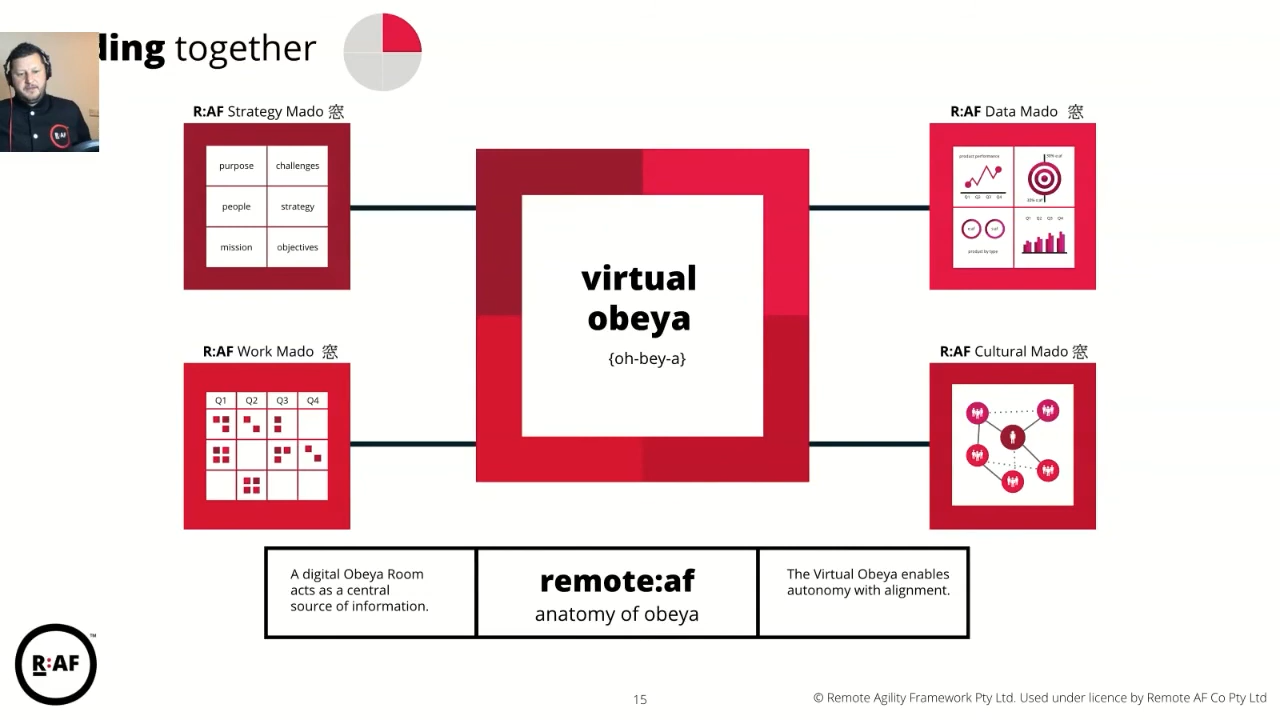 ding together
R:AF Strategy Mado 窓
purpose challenges
people strategy
mission objectives
virtual
obeya
{oh-bey-a}
R:AF Data Mado 窓
product performance
Q1 Q2 Q3 Q4
product by type
Q1 Q2 Q3 Q4
R:AF Work Mado 窓
Q1 Q2 Q3 Q4
R:AF Cultural Mado 窓
A digital Obeya Room
acts as a central
source of information.
remote:af
anatomy of obeya
The Virtual Obeya enables
autonomy with alignment.
R:AF
TM
R:AF
15
© Remote Agility Framework Pty Ltd. Used under licence by Remote AF Co Pty Ltd